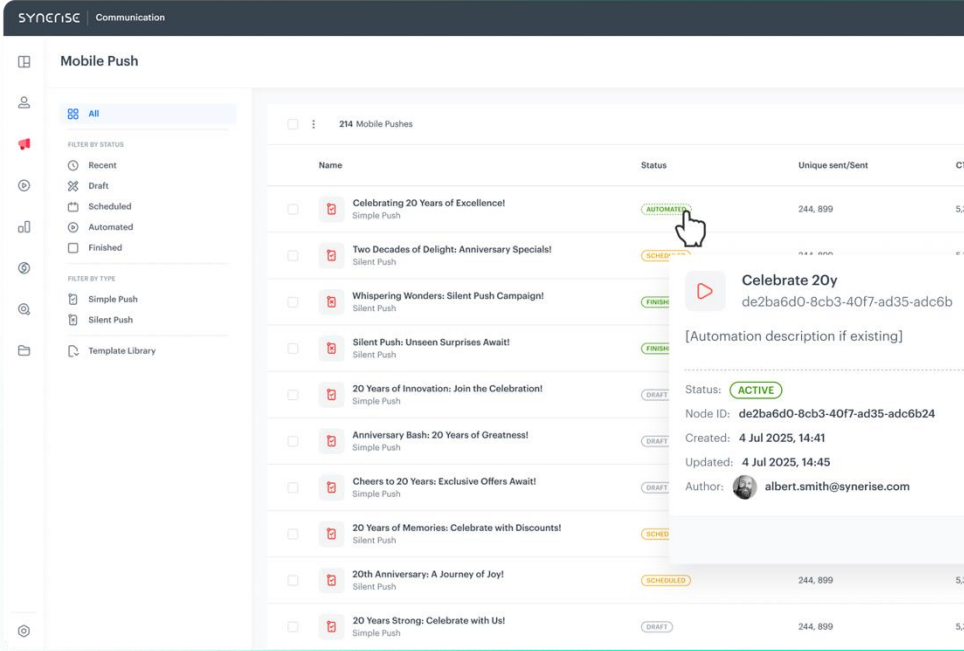 SYNERISE Communication
Mobile Push
All
FILTER BY STATUS
Recent
Draft
Scheduled
Automated
Finished
FILTER BY TYPE
Simple Push
Silent Push
Template Library
214 Mobile Pushes
Name Status Unique sent/Sent
Celebrating 20 Years of Excellence! AUTOMATED 244, 899
Simple Push
Two Decades of Delight: Anniversary Specials!
Silent Push
Whispering Wonders: Silent Push Campaign!
Silent Push
Silent Push: Unseen Surprises Await!
Silent Push
20 Years of Innovation: Join the Celebration! DRAFT
Simple Push
Anniversary Bash: 20 Years of Greatness! DRAFT
Simple Push
Cheers to 20 Years: Exclusive Offers Await! DRAFT
Simple Push
20 Years of Memories: Celebrate with Discounts!
Silent Push
20th Anniversary: A Journey of Joy! SCHEDULED 244, 899
Silent Push
20 Years Strong: Celebrate with Us! DRAFT 244, 899
Simple Push
Celebrate 20y
de2ba6d0-8cb3-40f7-ad35-adc6b
[Automation description if existing]
Status: ACTIVE
Node ID: de2ba6d0-8cb3-40f7-ad35-adc6b24
Created: 4 Jul 2025, 14:41
Updated: 4 Jul 2025, 14:45
Author: albert.smith@synerise.com